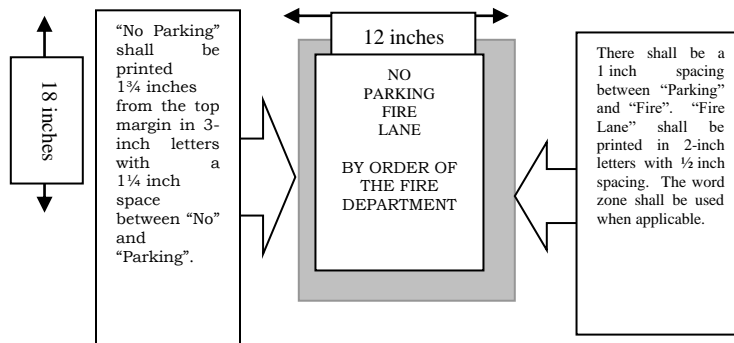 18 inches
“No Parking”
shall be
printed
1¾ inches
from the top
margin in 3-
inch letters
with a
1¼ inch
space
between “No”
and
“Parking”.
12 inches
NO
PARKING
FIRE
LANE
BY ORDER OF
THE FIRE
DEPARTMENT
There shall be a
1 inch spacing
between “Parking”
and “Fire”. “Fire
Lane” shall be
printed in 2-inch
letters with ½ inch
spacing. The word
zone shall be used
when applicable.